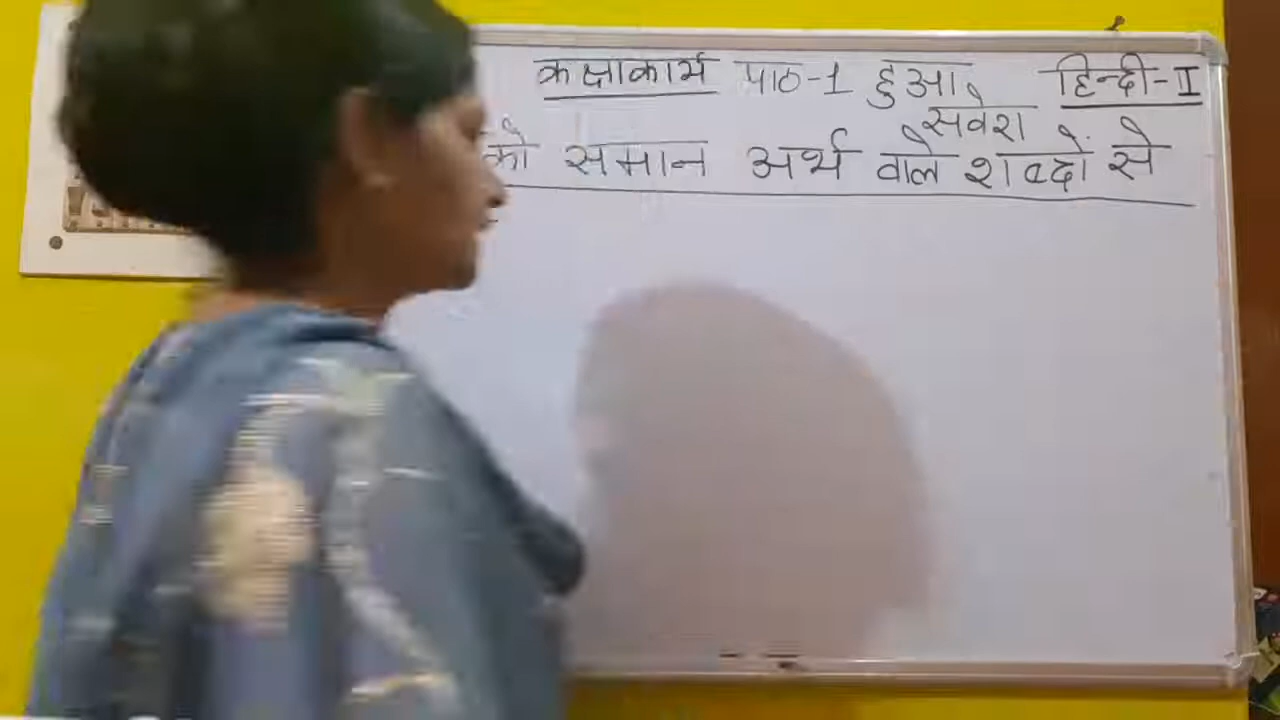 कक्षाकार्य पाठ-1 हुआ हिन्दी-II
सवेरा
को समान अर्थ वाले शब्दों से